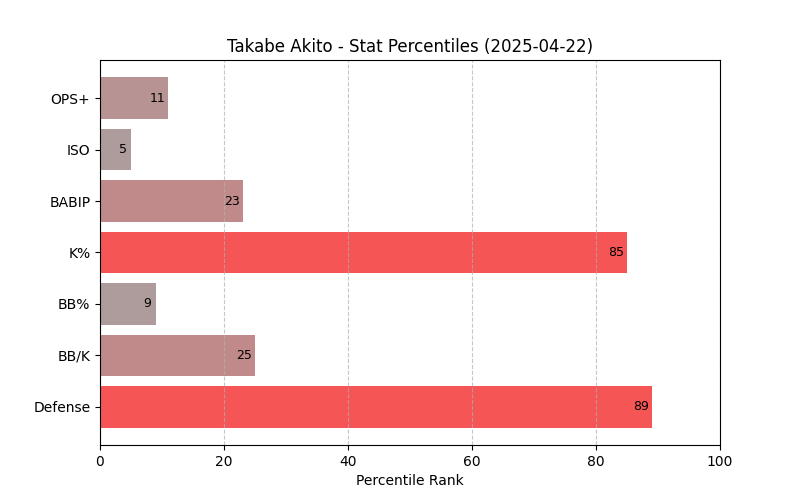 Takabe Akito - Stat Percentiles (2025-04-22)
OPS+ 11
ISO 5
BABIP 23
K% 85
BB% 9
BB/K 25
Defense 89
0 20 40 60 80 100
Percentile Rank